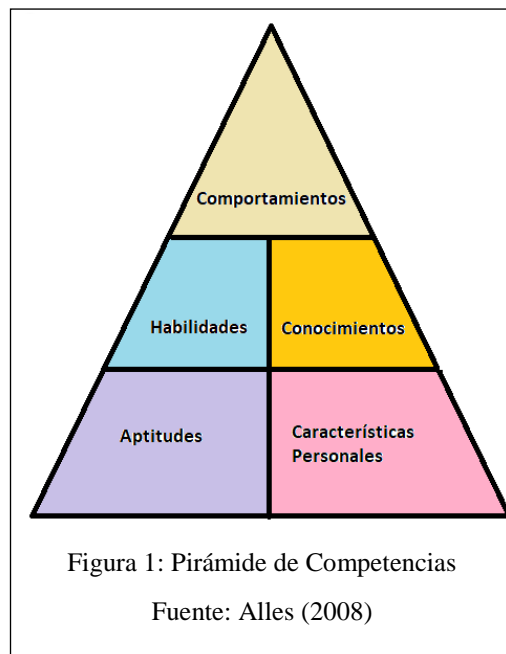 Comportamientos
Habilidades
Conocimientos
Aptitudes
Características
Personales
Figura 1: Pirámide de Competencias
Fuente: Alles (2008)